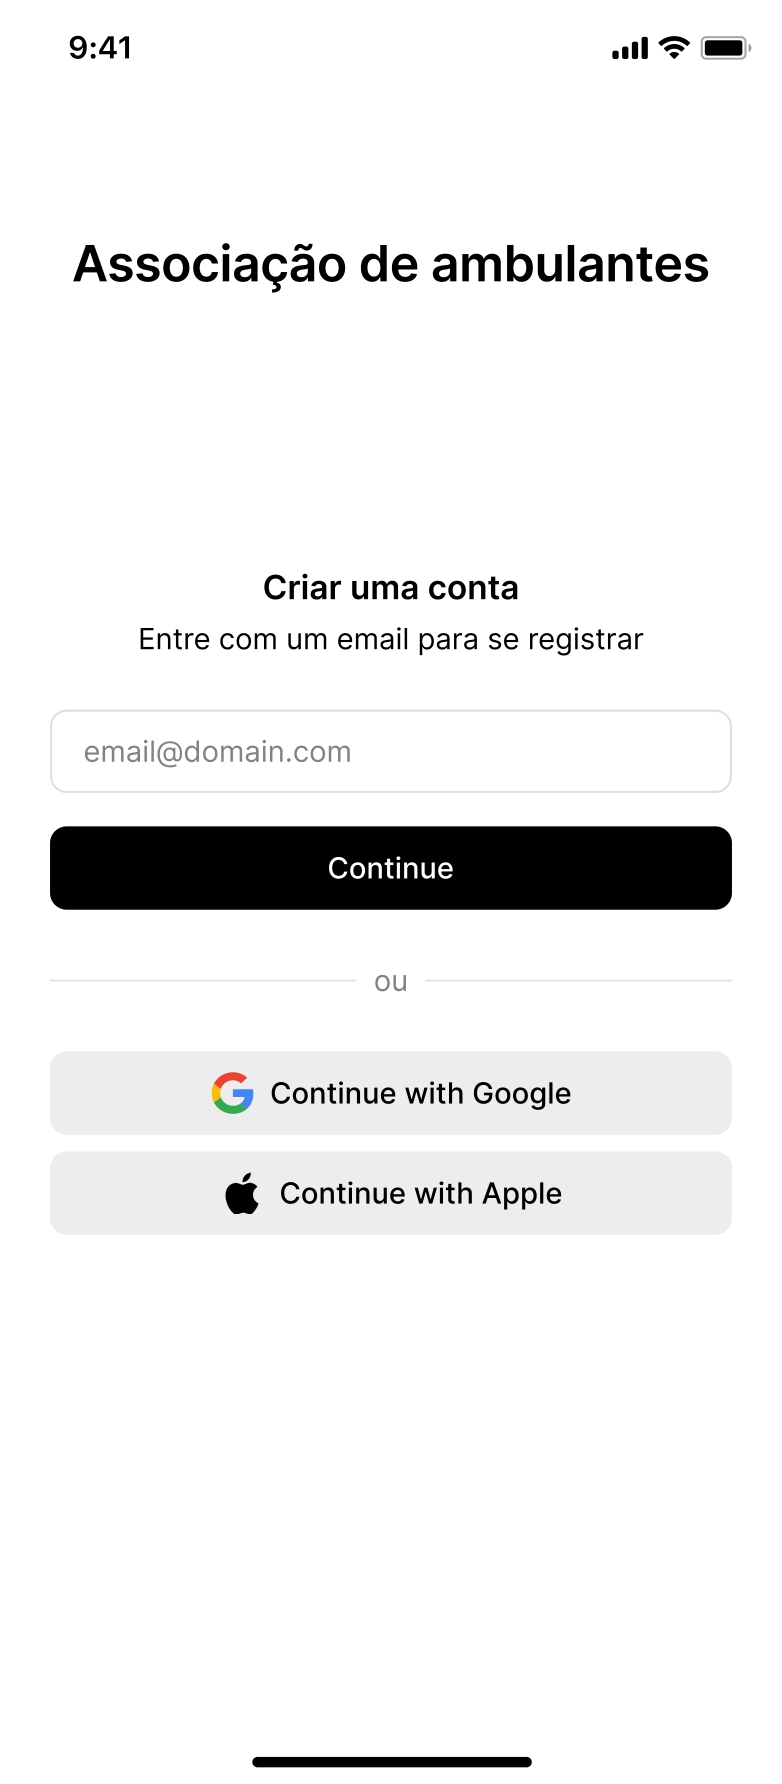 9:41
Associação de ambulantes
Criar uma conta
Entre com um email para se registrar
email@domain.com
Continue
ou
Continue with Google
Continue with Apple